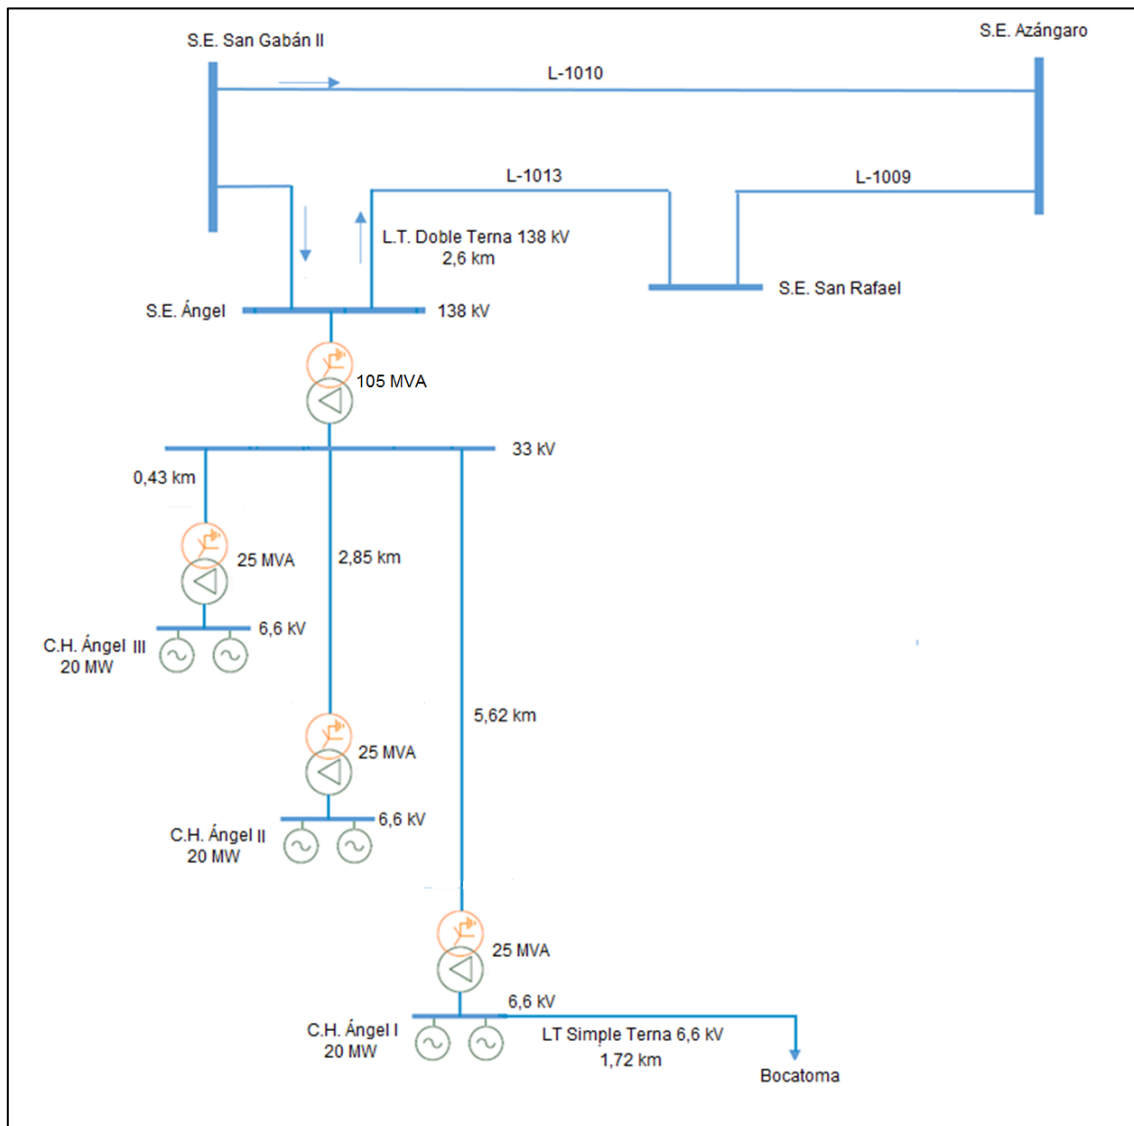 S.E. San Gabán II
S.E. Azángaro
L-1010
L-1013
L-1009
L.T. Doble Terna 138 kV
2,6 km
S.E. San Rafael
S.E. Ángel
138 kV
105 MVA
33 kV
0,43 km
25 MVA
2,85 km
6,6 kV
C.H. Ángel III
20 MW
5,62 km
25 MVA
6,6 kV
C.H. Ángel II
20 MW
25 MVA
6,6 kV
C.H. Ángel I
20 MW
LT Simple Terna 6,6 kV
1,72 km
Bocatoma